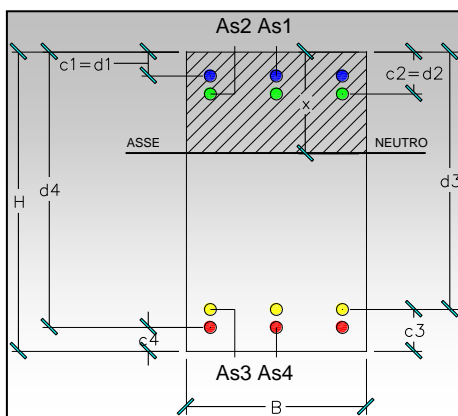 As2 As1
c1=d1
c2=d2
x
ASSE
NEUTRO
d4
H
d3
c4
c3
As3 As4
B